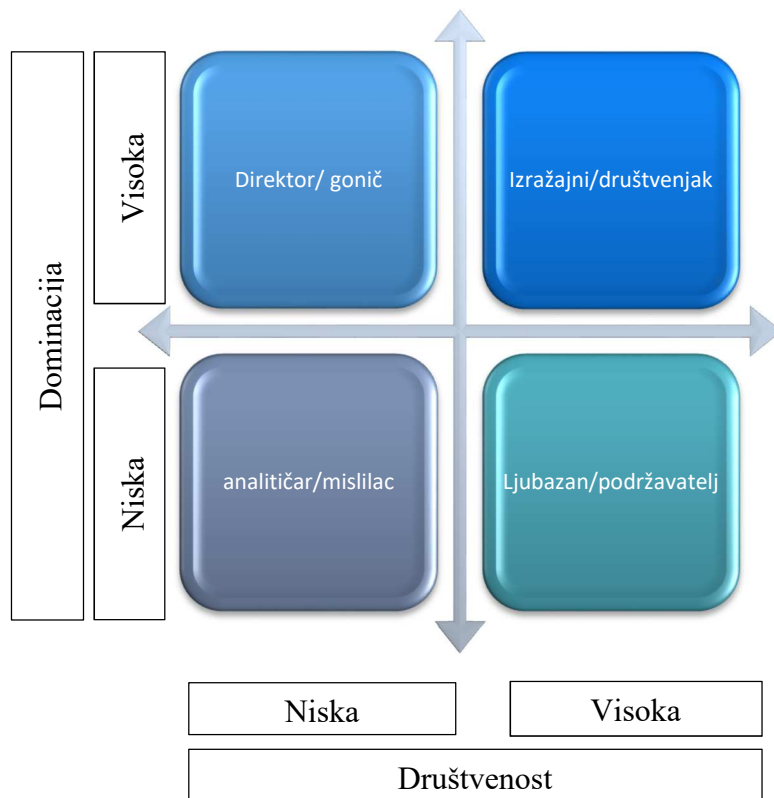 Dominacija
Visoka
Direktor/ gonič
Izražajni/društvenjak
Niska
analitičar/mislilac
Ljubazan/podržavatelj
Niska
Visoka
Društvenost